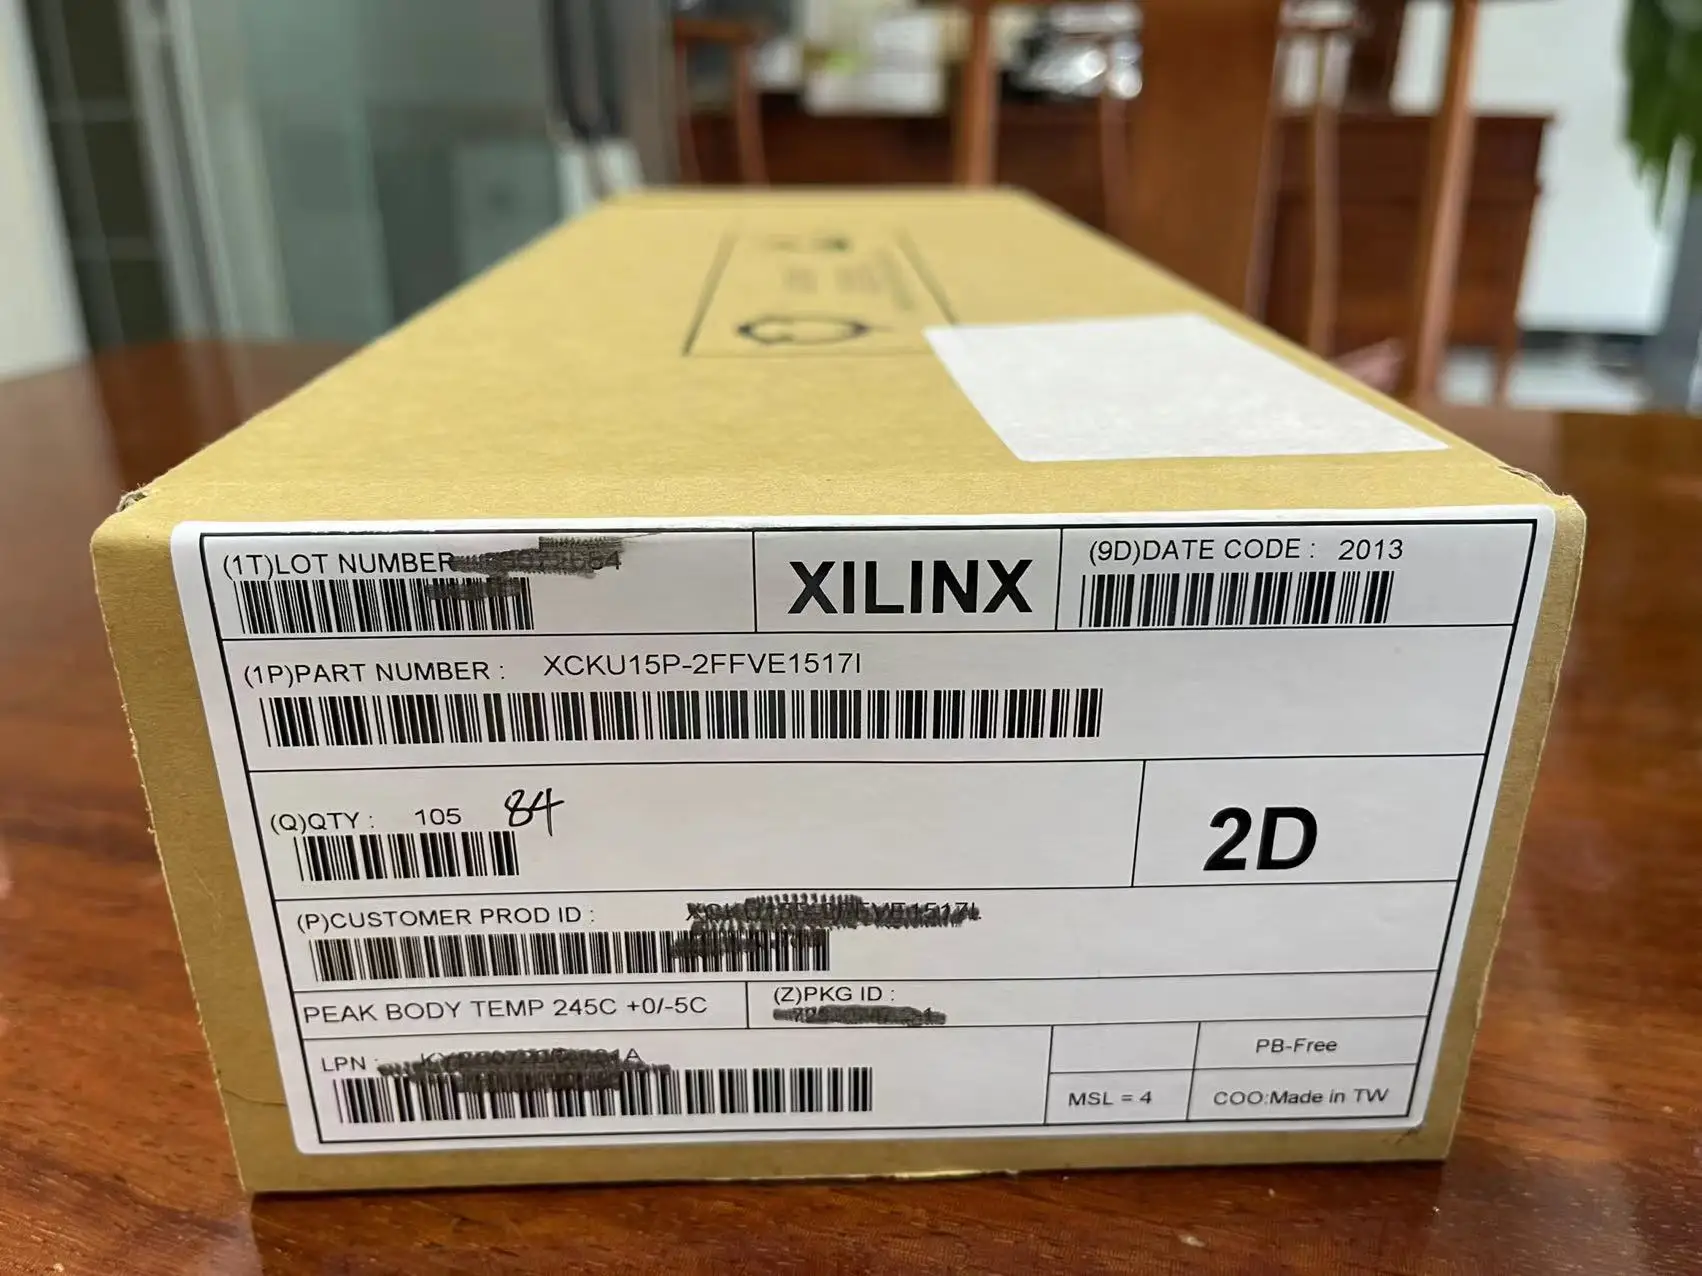 (1T)LOT NUMBER
XILINX
(9D)DATE CODE : 2013
(1P)PART NUMBER : XCKU15P-2FFVE1517I
(Q)QTY : 105 84
2D
(P)CUSTOMER PROD ID :
PEAK BODY TEMP 245C +0/-5C
(Z)PKG ID :
LPN :
PB-Free
MSL = 4
COO:Made in TW